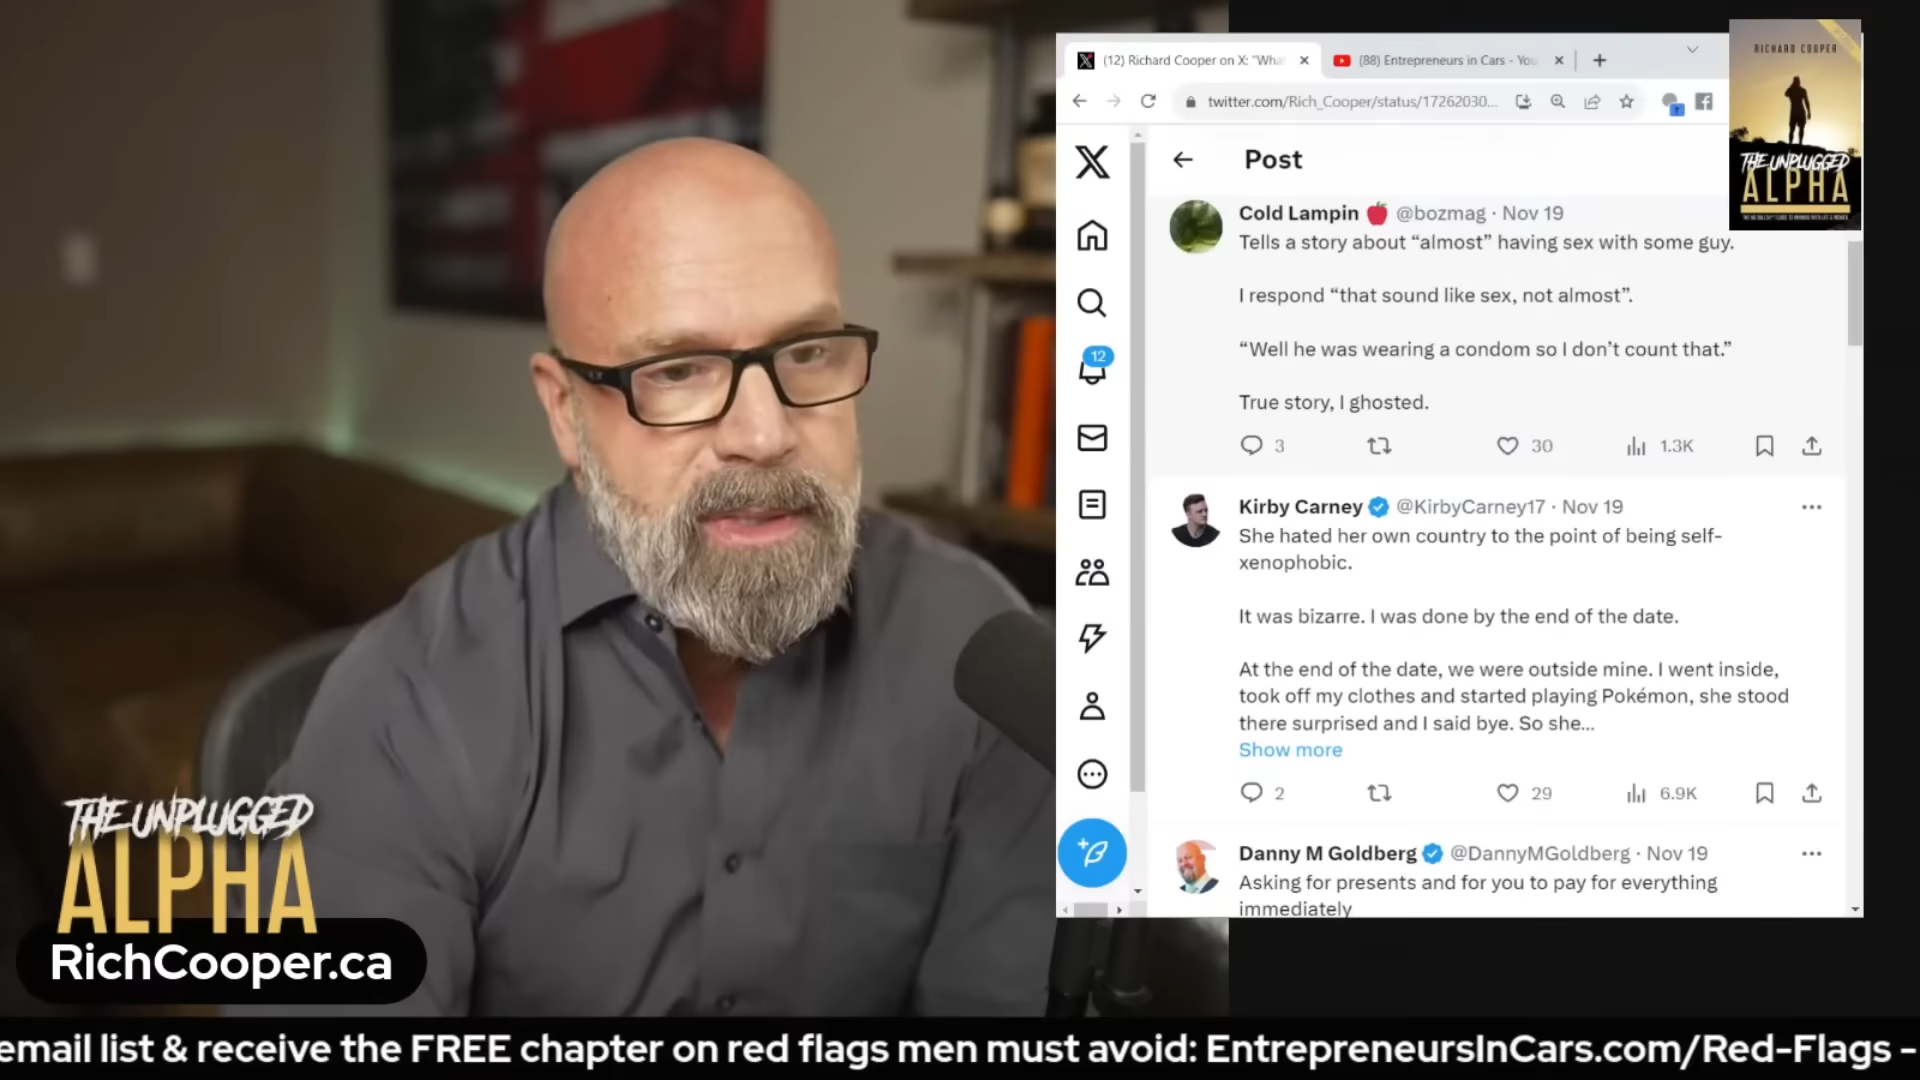 (12) Richard Cooper on X: "Wha
(88) Entrepreneurs in Cars - You
twitter.com/Rich_Cooper/status/17262030...
RICHARD COOPER
THE UNPLUGGED
ALPHA
Post
Cold Lampin 🍎 @bozmag · Nov 19
Tells a story about “almost” having sex with some guy.
I respond “that sound like sex, not almost”.
“Well he was wearing a condom so I don’t count that.”
True story, I ghosted.
3 30 1.3K
12
Kirby Carney @KirbyCarney17 · Nov 19
She hated her own country to the point of being self-
xenophobic.
It was bizarre. I was done by the end of the date.
At the end of the date, we were outside mine. I went inside,
took off my clothes and started playing Pokémon, she stood
there surprised and I said bye. So she...
Show more
2 29 6.9K
Danny M Goldberg @DannyMGoldberg · Nov 19
Asking for presents and for you to pay for everything
immediately
THE UNPLUGGED
ALPHA
RichCooper.ca
email list & receive the FREE chapter on red flags men must avoid: EntrepreneursInCars.com/Red-Flags -